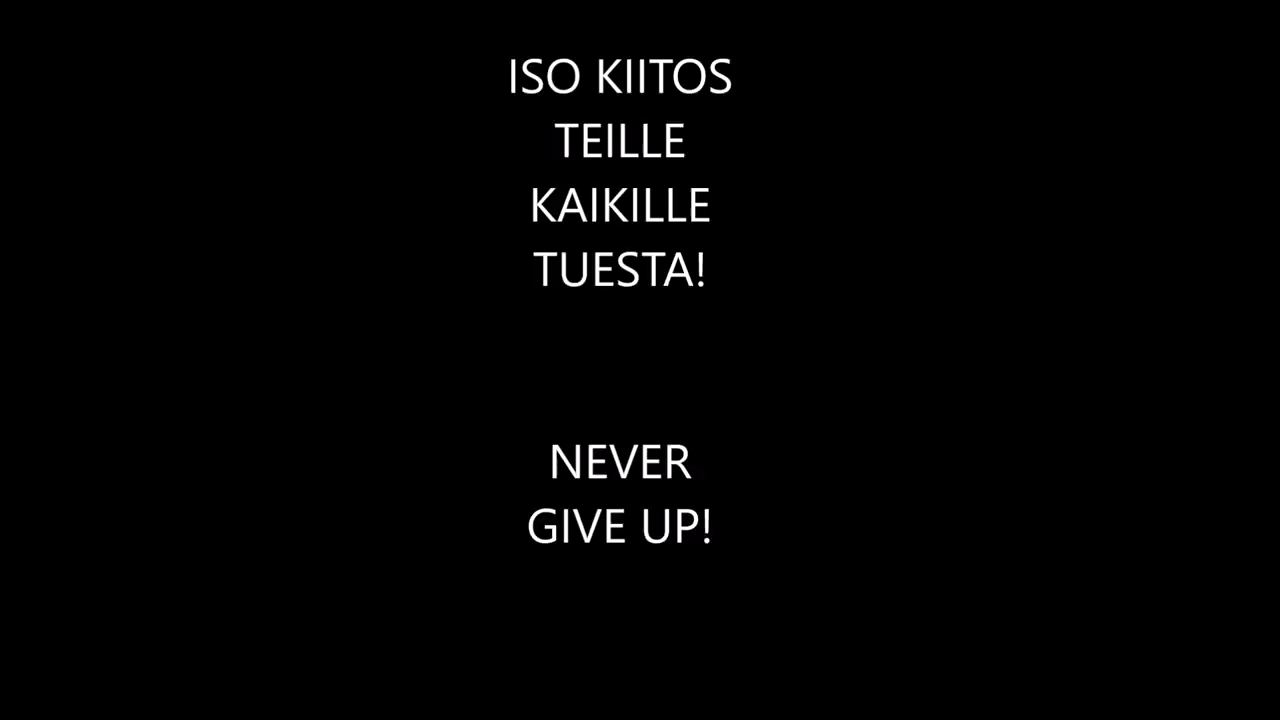 ISO KIITOS
TEILLE
KAIKILLE
TUESTA!
NEVER
GIVE UP!